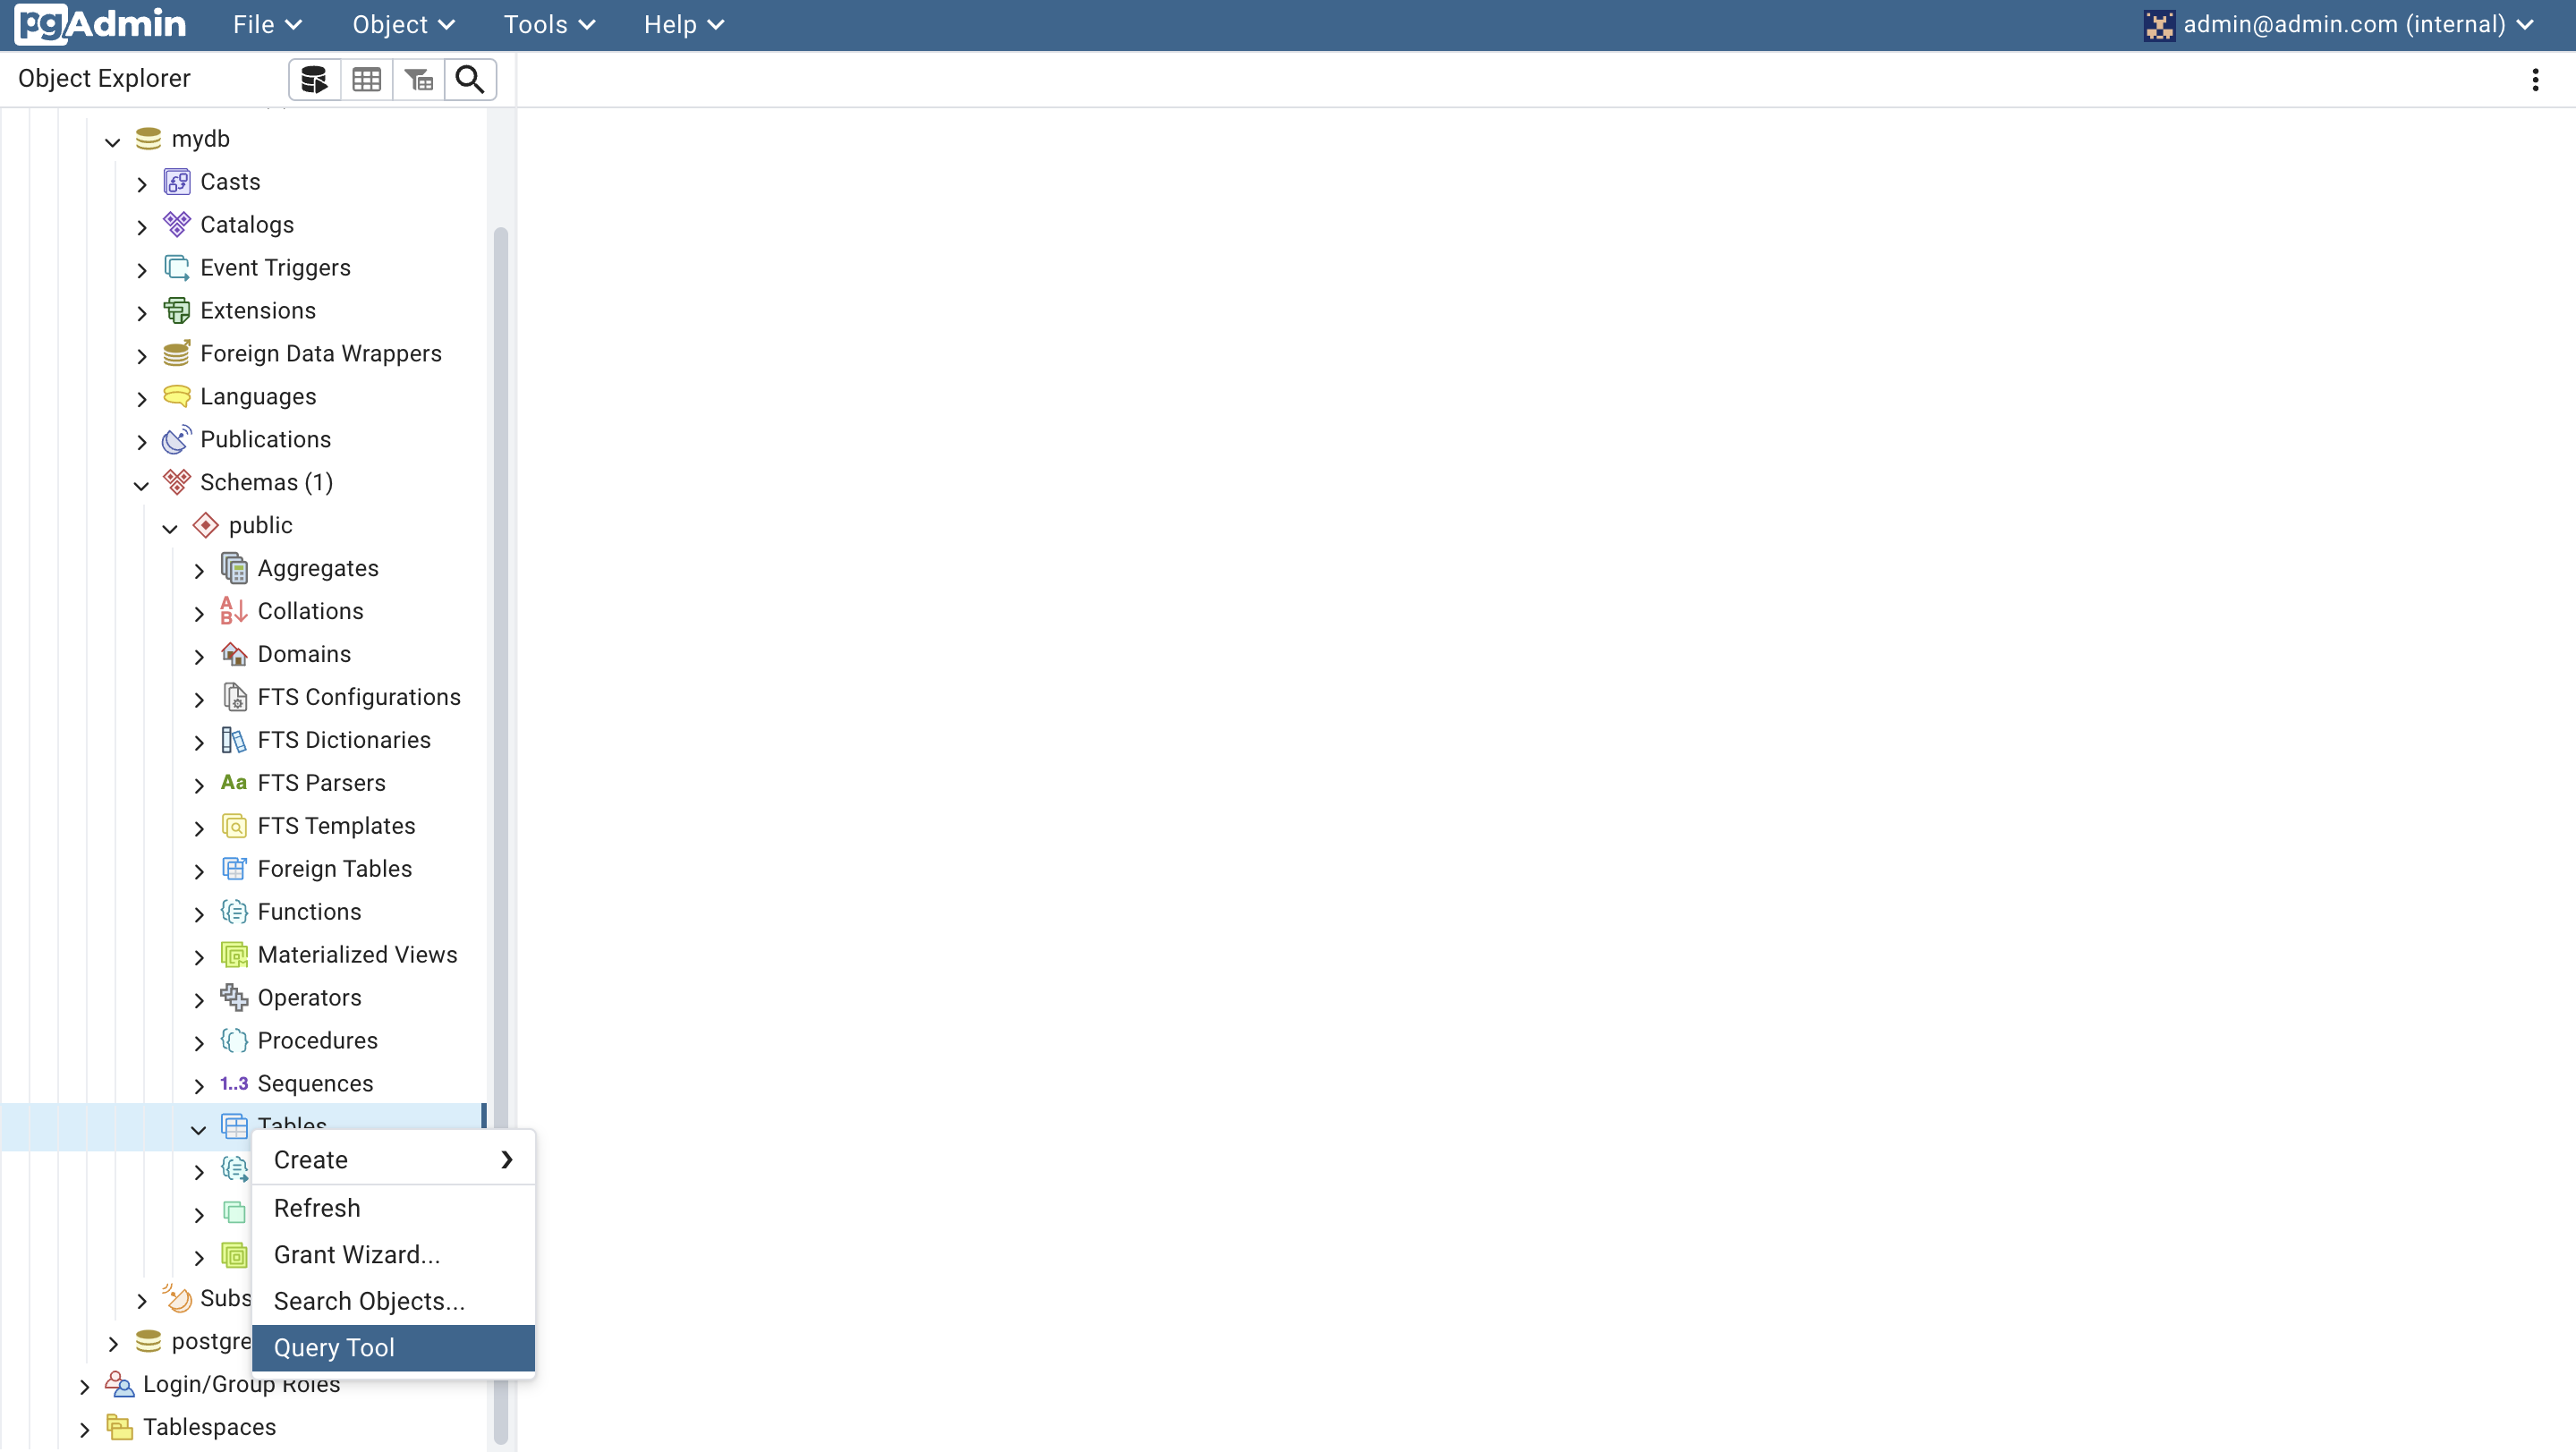 pgAdmin File Object Tools Help admin@admin.com (internal)
Object Explorer
mydb
Casts
Catalogs
Event Triggers
Extensions
Foreign Data Wrappers
Languages
Publications
Schemas (1)
public
Aggregates
Collations
Domains
FTS Configurations
FTS Dictionaries
Aa FTS Parsers
FTS Templates
Foreign Tables
Functions
Materialized Views
Operators
Procedures
1..3 Sequences
Tables
Create
Refresh
Grant Wizard...
Search Objects...
Subs
Query Tool
postgre
Login/Group Roles
Tablespaces